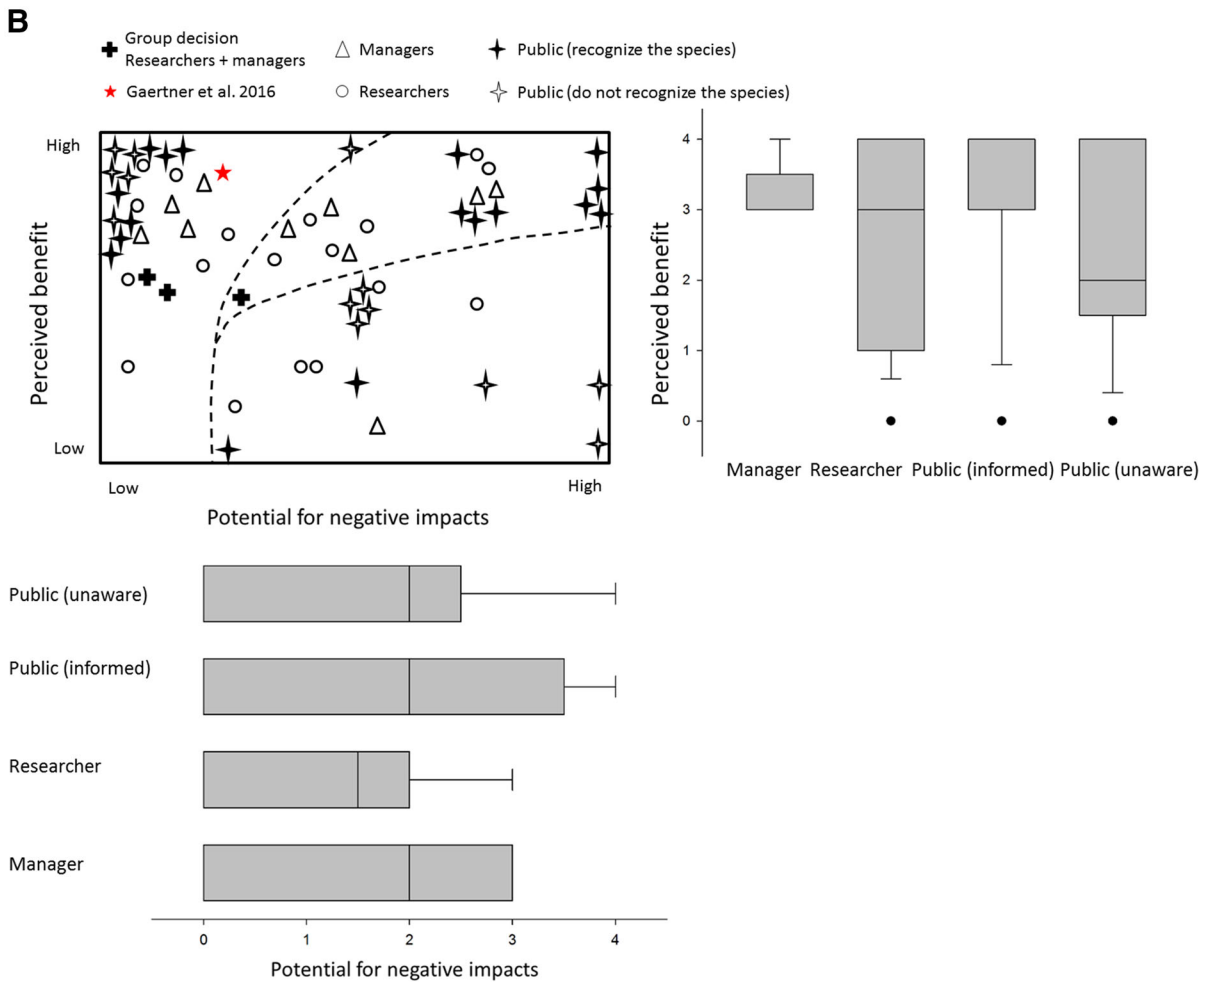 B
Group decision
Researchers + managers
Managers
Public (recognize the species)
Gaertner et al. 2016
Researchers
Public (do not recognize the species)
High
Perceived benefit
Low
Low
High
Potential for negative impacts
4
3
2
1
0
Perceived benefit
Manager Researcher Public (informed) Public (unaware)
Public (unaware)
Public (informed)
Researcher
Manager
0 1 2 3 4
Potential for negative impacts